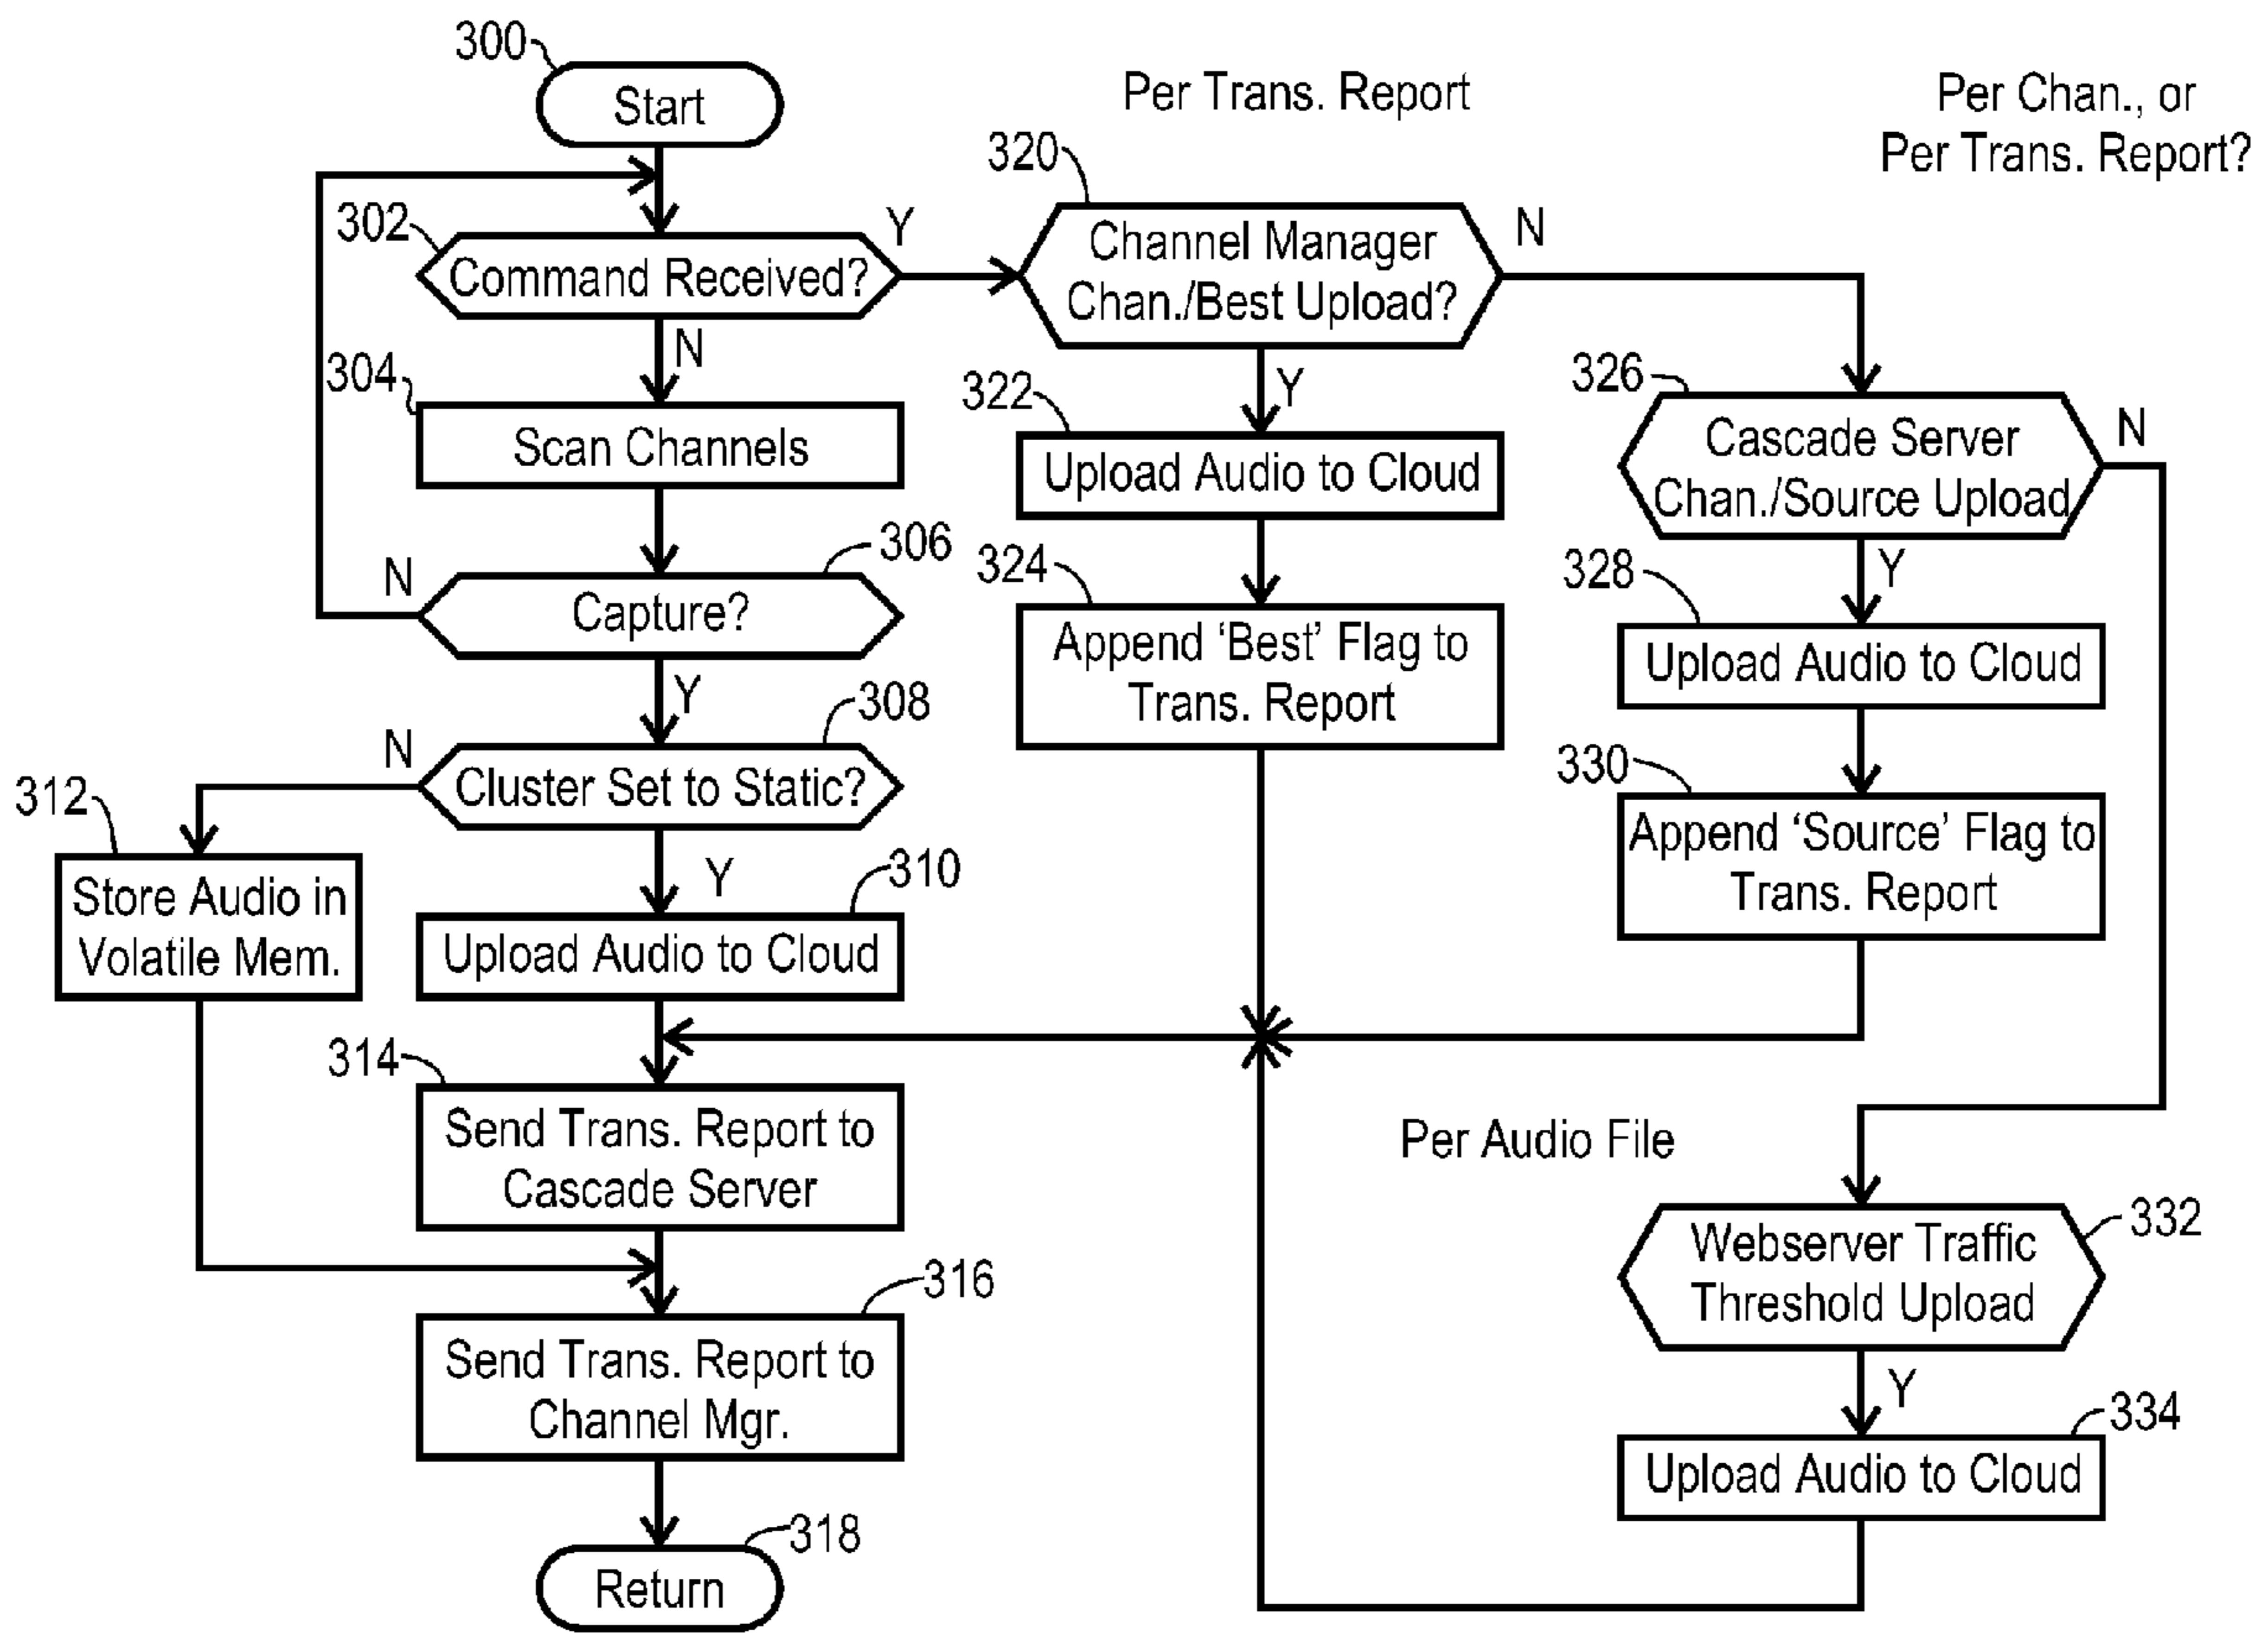 300
Start
Per Trans. Report
Per Chan., or
Per Trans. Report?
302
Command Received?
Y
N
304
Scan Channels
306
Capture?
N
Y
308
Cluster Set to Static?
N
Y
312
Store Audio in
Volatile Mem.
310
Upload Audio to Cloud
314
Send Trans. Report to
Cascade Server
316
Send Trans. Report to
Channel Mgr.
318
Return
320
Channel Manager
Chan./Best Upload?
N
Y
322
Upload Audio to Cloud
324
Append ‘Best’ Flag to
Trans. Report
326
Cascade Server
Chan./Source Upload
N
Y
328
Upload Audio to Cloud
330
Append ‘Source’ Flag to
Trans. Report
Per Audio File
332
Webserver Traffic
Threshold Upload
Y
334
Upload Audio to Cloud